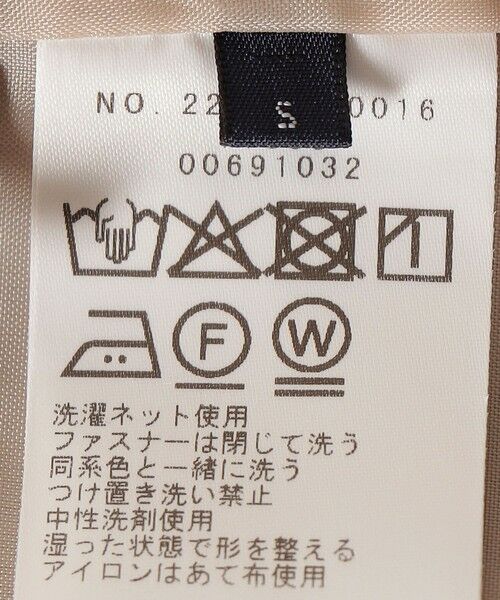 NO. 22 0016
S
00691032
F W
洗濯ネット使用
ファスナーは閉じて洗う
同系色と一緒に洗う
つけ置き洗い禁止
中性洗剤使用
湿った状態で形を整える
アイロンはあて布使用